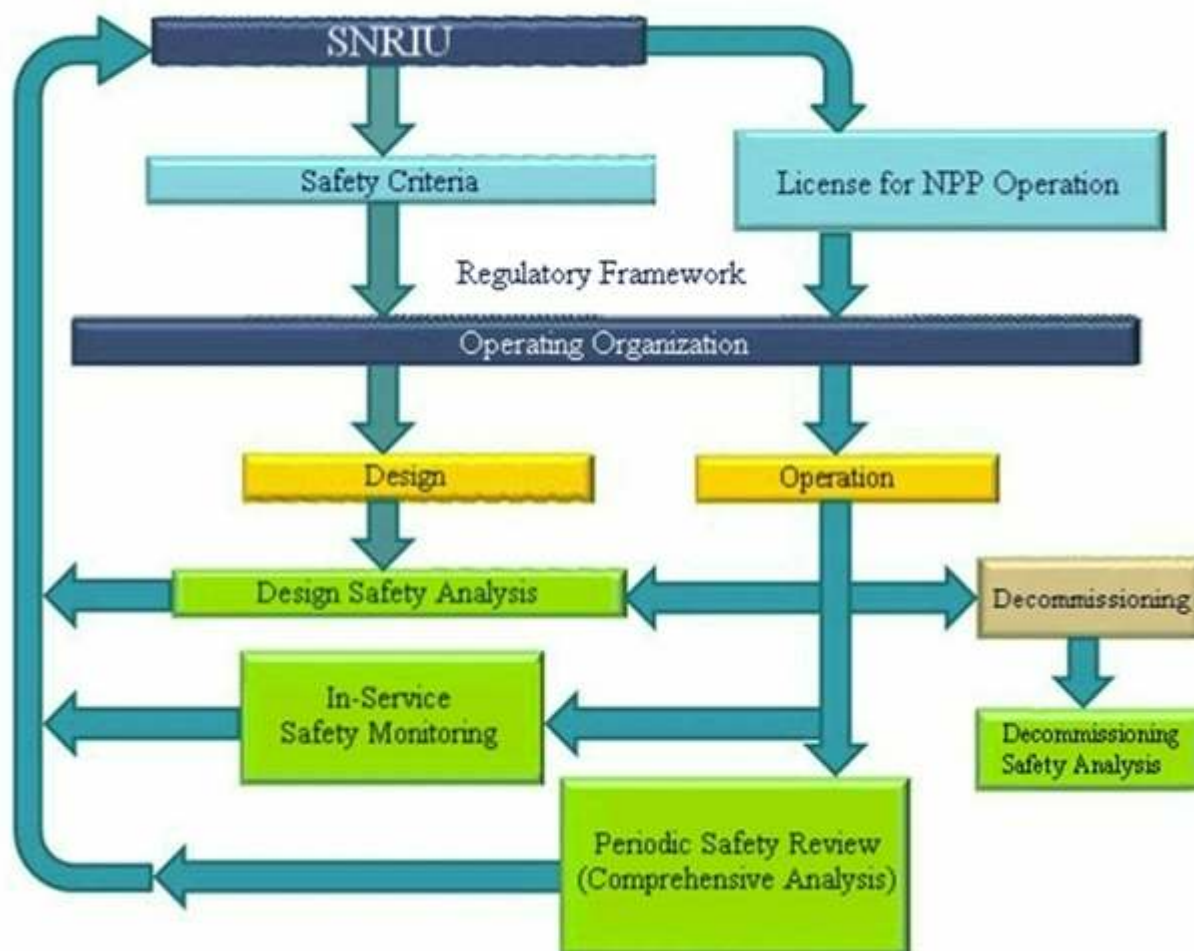 SNRIU
Safety Criteria
License for NPP Operation
Regulatory Framework
Operating Organization
Design
Operation
Design Safety Analysis
Decommissioning
In-Service
Safety Monitoring
Decommissioning
Safety Analysis
Periodic Safety Review
(Comprehensive Analysis)